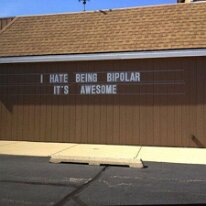 I HATE BEING BIPOLAR
IT'S AWESOME